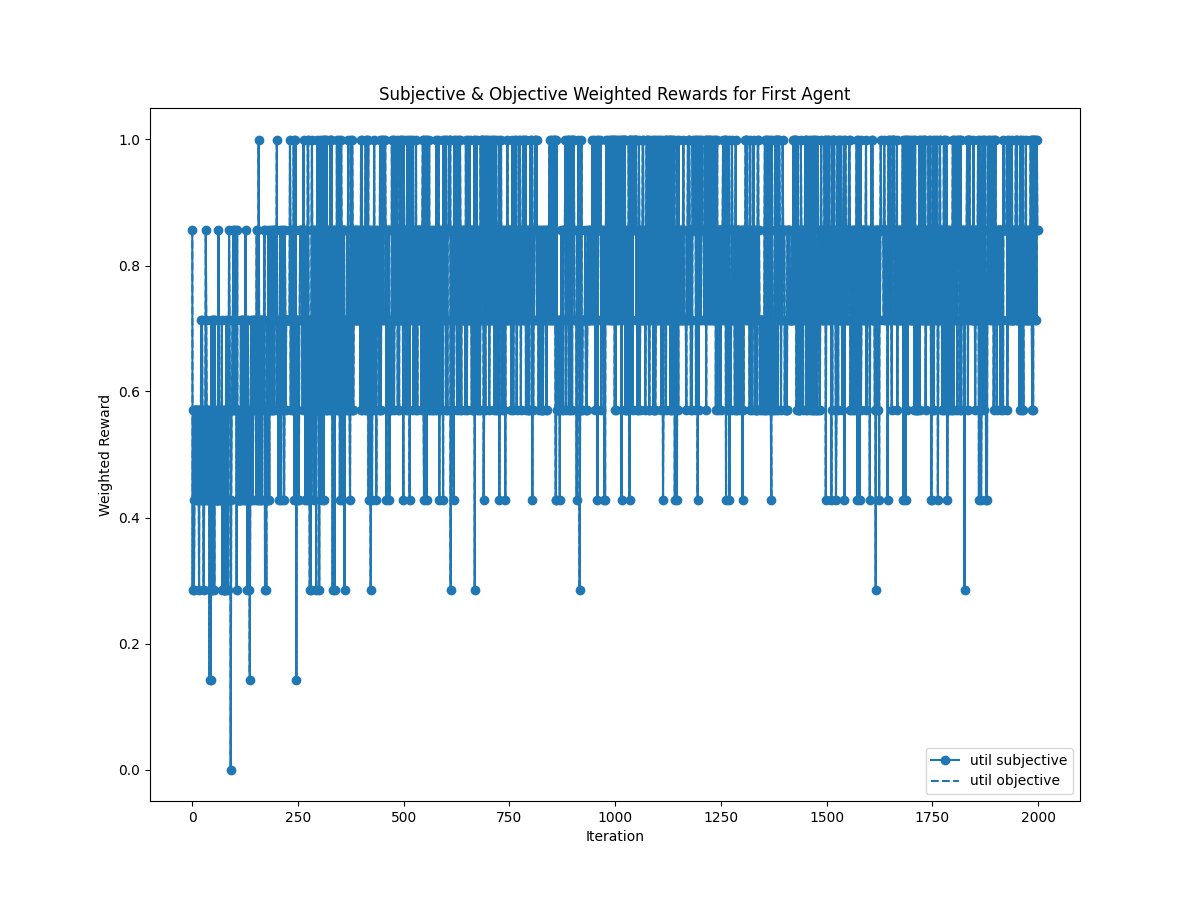 Subjective & Objective Weighted Rewards for First Agent
1.0
0.8
0.6
0.4
0.2
0.0
Weighted Reward
util subjective
util objective
0 250 500 750 1000 1250 1500 1750 2000
Iteration